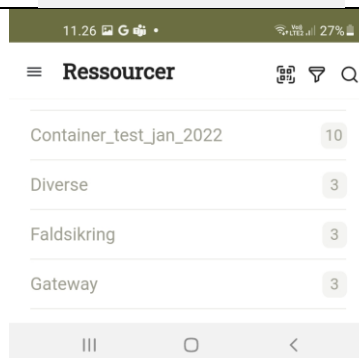 11.26 G 27%
Ressourcer
Container_test_jan_2022 10
Diverse 3
Faldsikring 3
Gateway 3